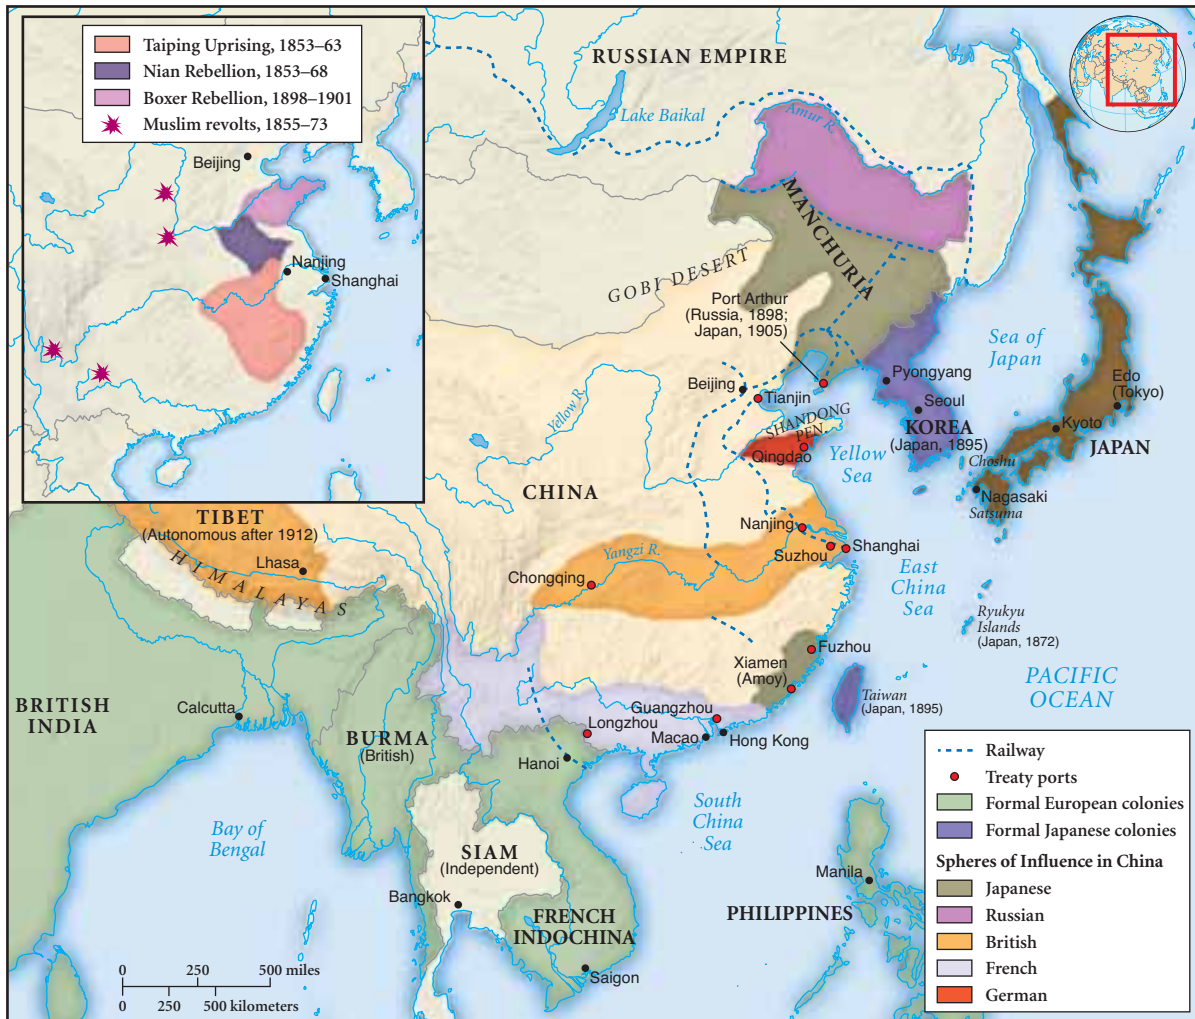 Taiping Uprising, 1853–63
Nian Rebellion, 1853–68
Boxer Rebellion, 1898–1901
Muslim revolts, 1855–73
Beijing
Nanjing
Shanghai
RUSSIAN EMPIRE
Lake Baikal
Amur R.
MANCHURIA
GOBI DESERT
Port Arthur
(Russia, 1898;
Japan, 1905)
Sea of
Japan
Beijing
Tianjin
Pyongyang
Edo
(Tokyo)
Seoul
Yellow R.
SHANDONG
PEN.
KOREA
(Japan, 1895)
Kyoto
JAPAN
Qingdao
Yellow
Sea
Choshu
CHINA
Nagasaki
Satsuma
TIBET
(Autonomous after 1912)
Nanjing
Suzhou
Shanghai
Yangzi R.
Lhasa
HIMALAYAS
Chongqing
East
China
Sea
Ryukyu
Islands
(Japan, 1872)
Fuzhou
Xiamen
(Amoy)
PACIFIC
OCEAN
Taiwan
(Japan, 1895)
BRITISH
INDIA
Calcutta
BURMA
(British)
Guangzhou
Longzhou
Macao
Hong Kong
Hanoi
South
China
Sea
Bay of
Bengal
SIAM
(Independent)
Manila
Bangkok
PHILIPPINES
FRENCH
INDOCHINA
Saigon
0 250 500 miles
0 250 500 kilometers
Railway
Treaty ports
Formal European colonies
Formal Japanese colonies
Spheres of Influence in China
Japanese
Russian
British
French
German